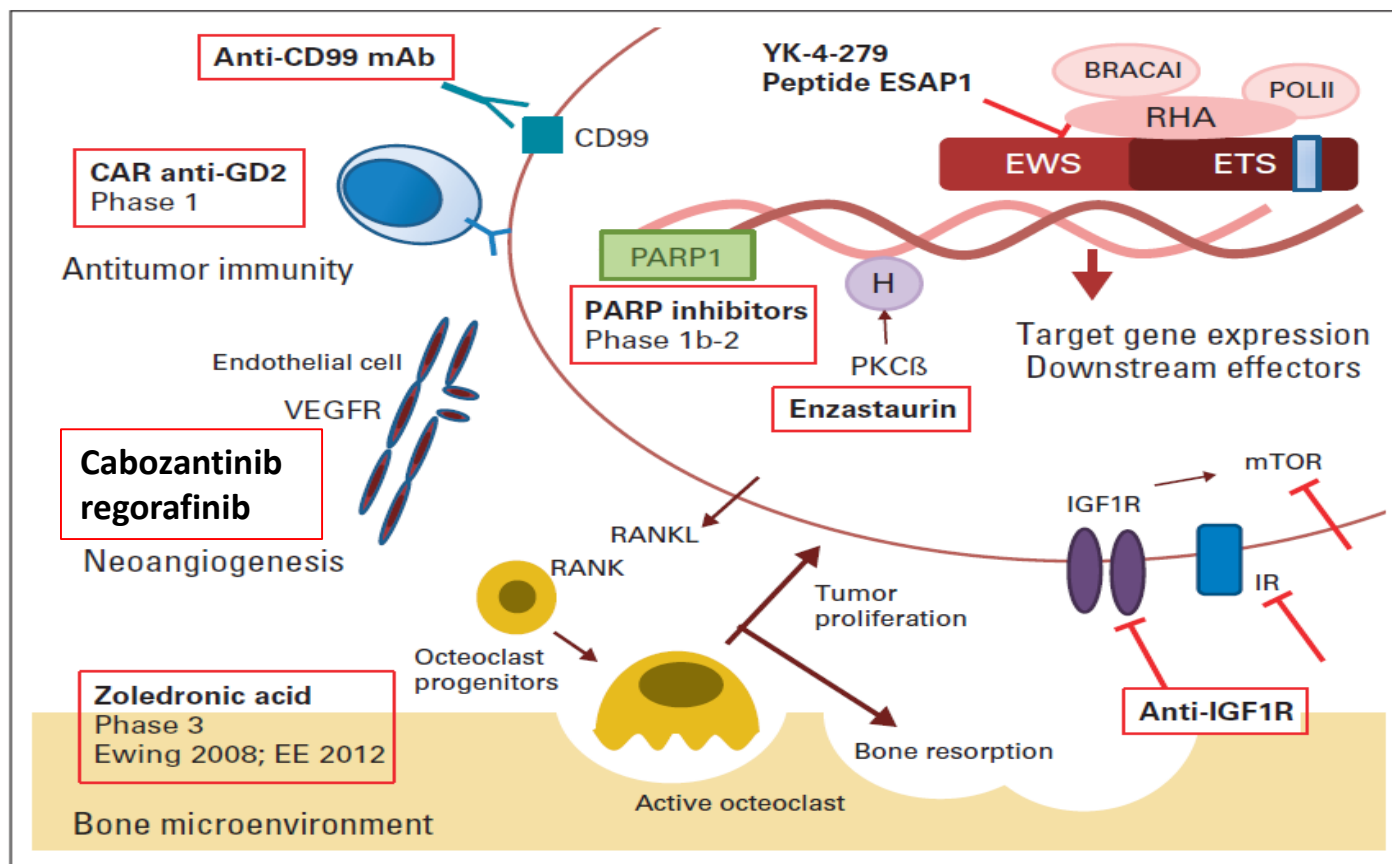 Anti-CD99 mAb
CD99
CAR anti-GD2
Phase 1
Antitumor immunity
YK-4-279
Peptide ESAP1
BRACAI
POLII
RHA
EWS
ETS
PARP1
PARP inhibitors
Phase 1b-2
H
PKCß
Enzastaurin
Target gene expression
Downstream effectors
Endothelial cell
VEGFR
Cabozantinib
regorafinib
Neoangiogenesis
RANKL
RANK
Octeoclast
progenitors
Tumor
proliferation
IGF1R
mTOR
IR
Anti-IGF1R
Zoledronic acid
Phase 3
Ewing 2008; EE 2012
Bone resorption
Active octeoclast
Bone microenvironment